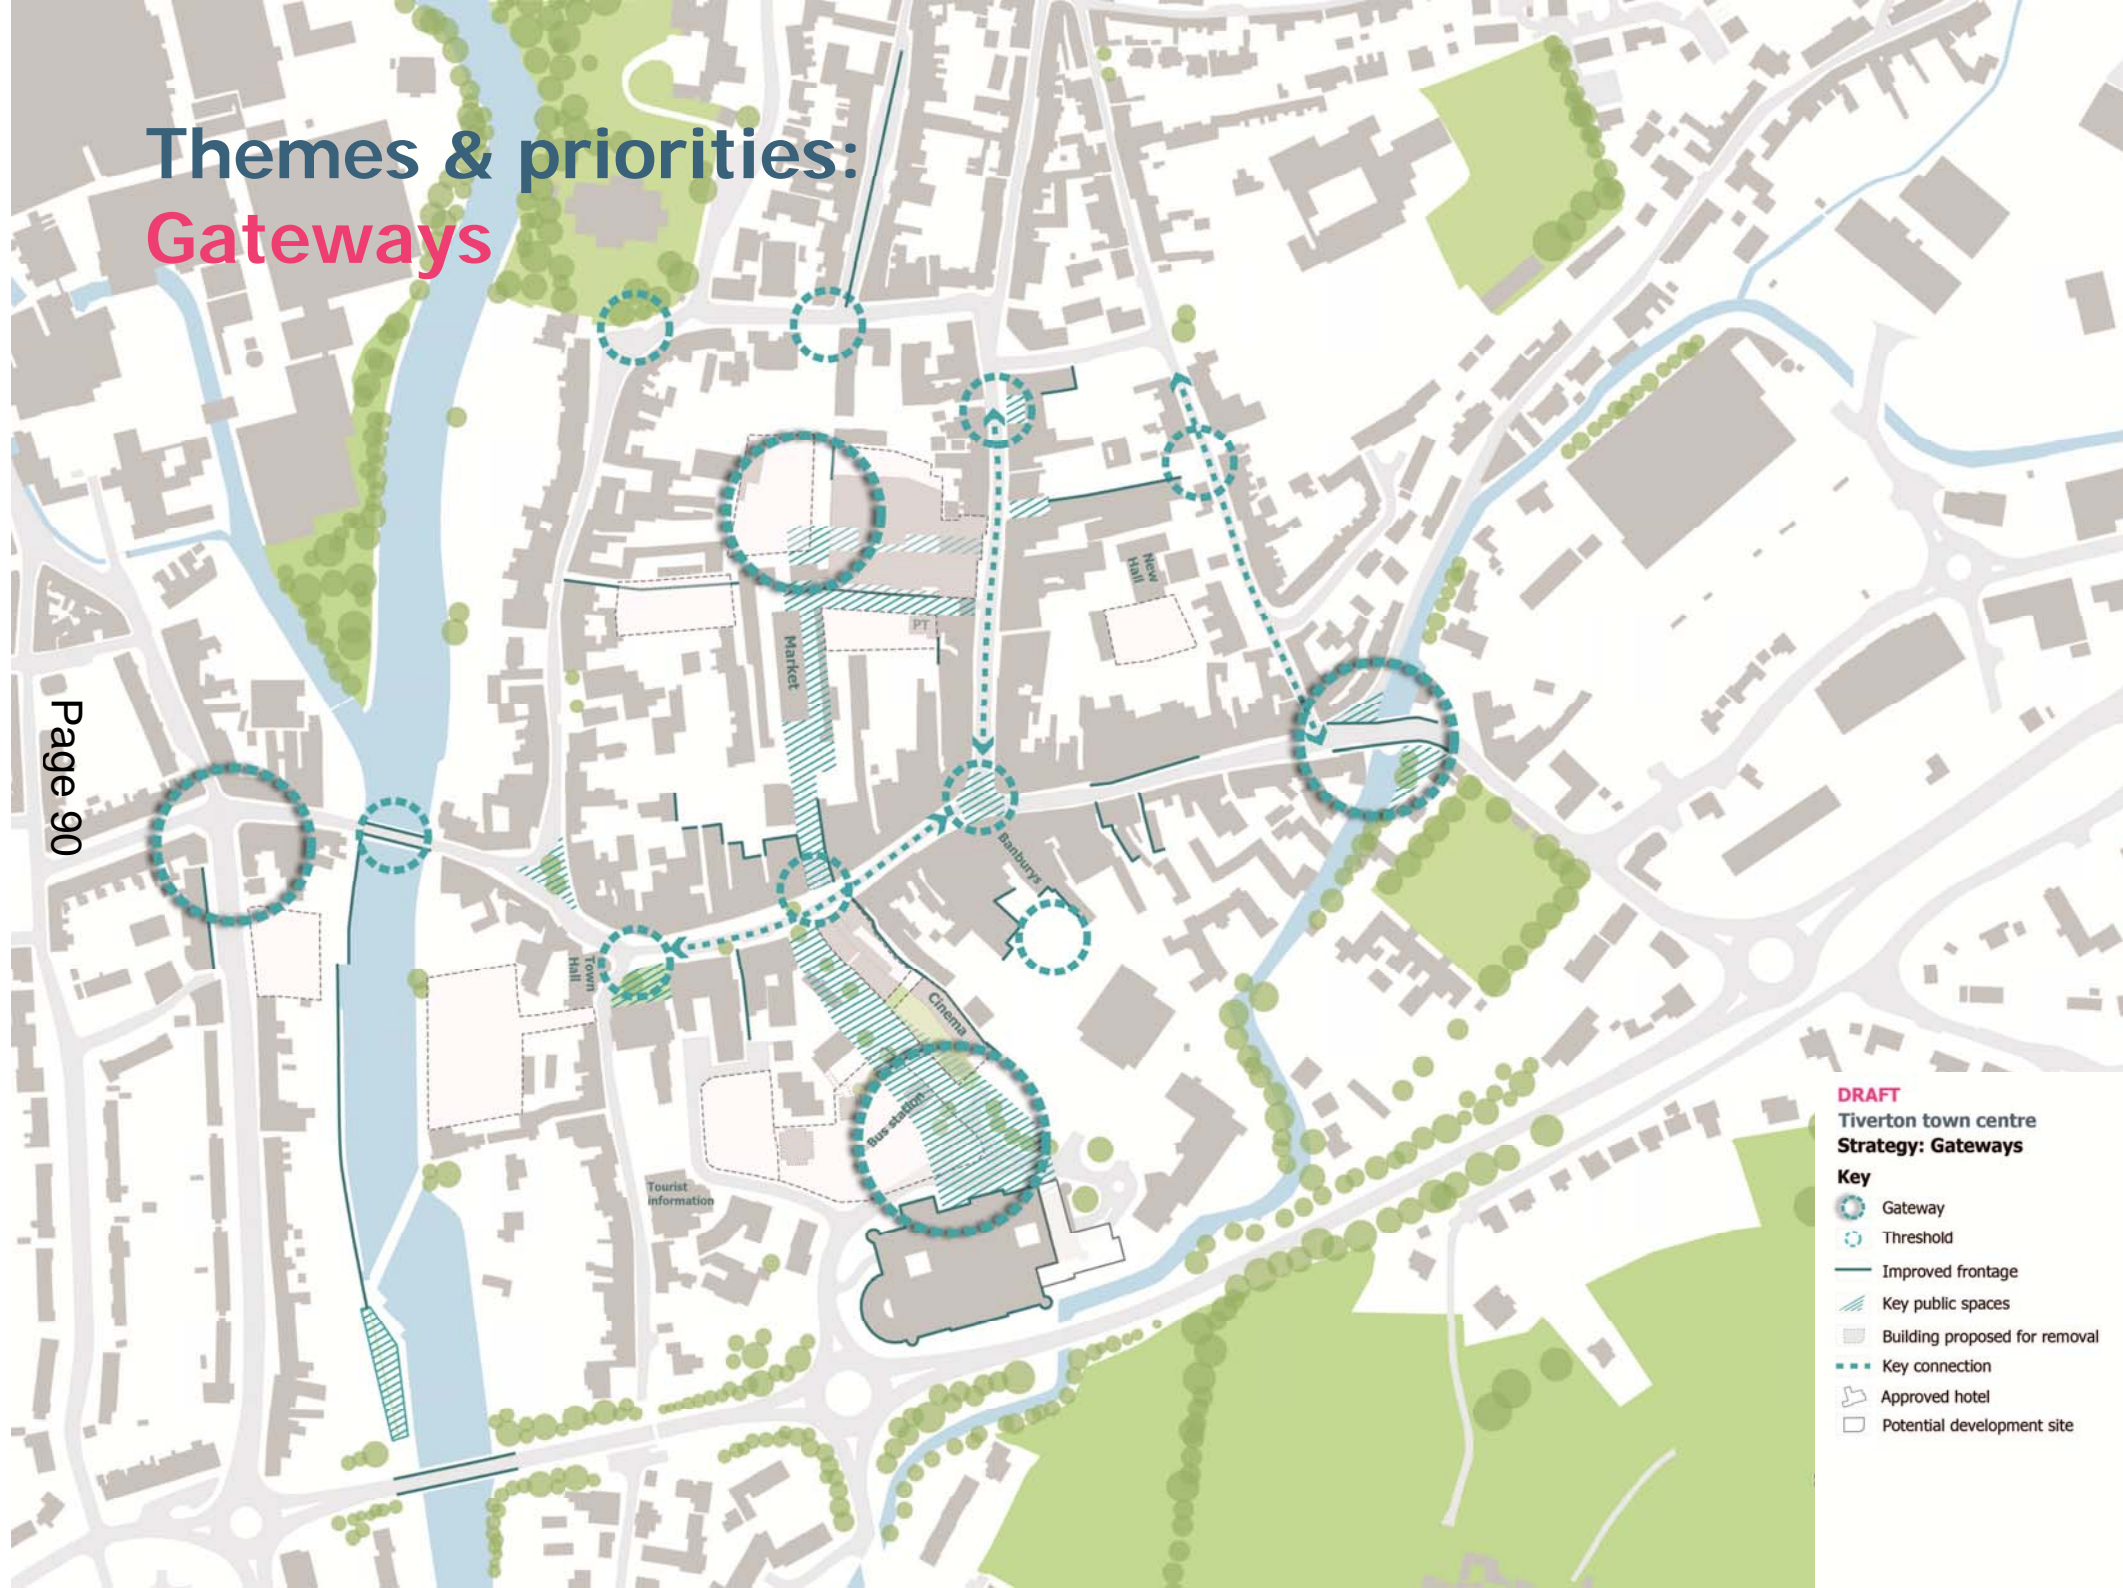 Themes & priorities:
Gateways
New
Hall
PT
Market
Page 90
Banburys
Town
Hall
Cinema
Bus station
Tourist
information
DRAFT
Tiverton town centre
Strategy: Gateways
Key
Gateway
Threshold
Improved frontage
Key public spaces
Building proposed for removal
Key connection
Approved hotel
Potential development site